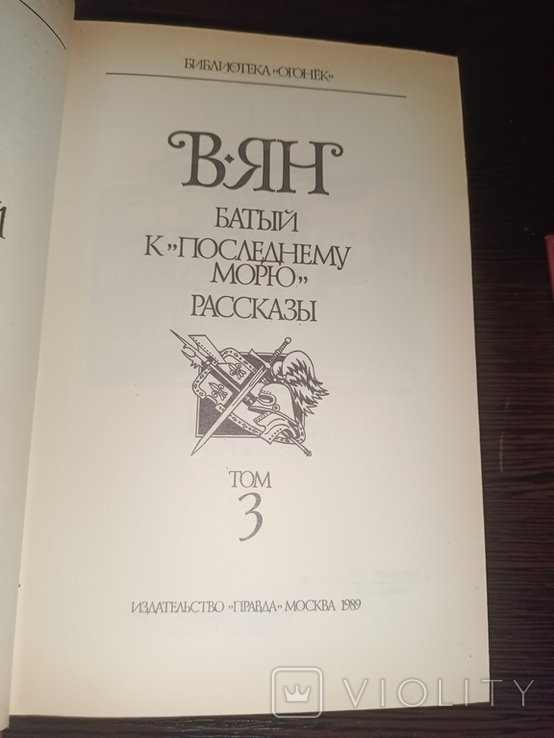 БИБЛИОТЕКА „ОГОНЁК"
В·ЯН
БАТЫЙ
К „ПОСЛЕДНЕМУ
МОРЮ"
РАССКАЗЫ
ТОМ
3
ИЗДАТЕЛЬСТВО „ПРАВДА" МОСКВА 1989
VIOLITY